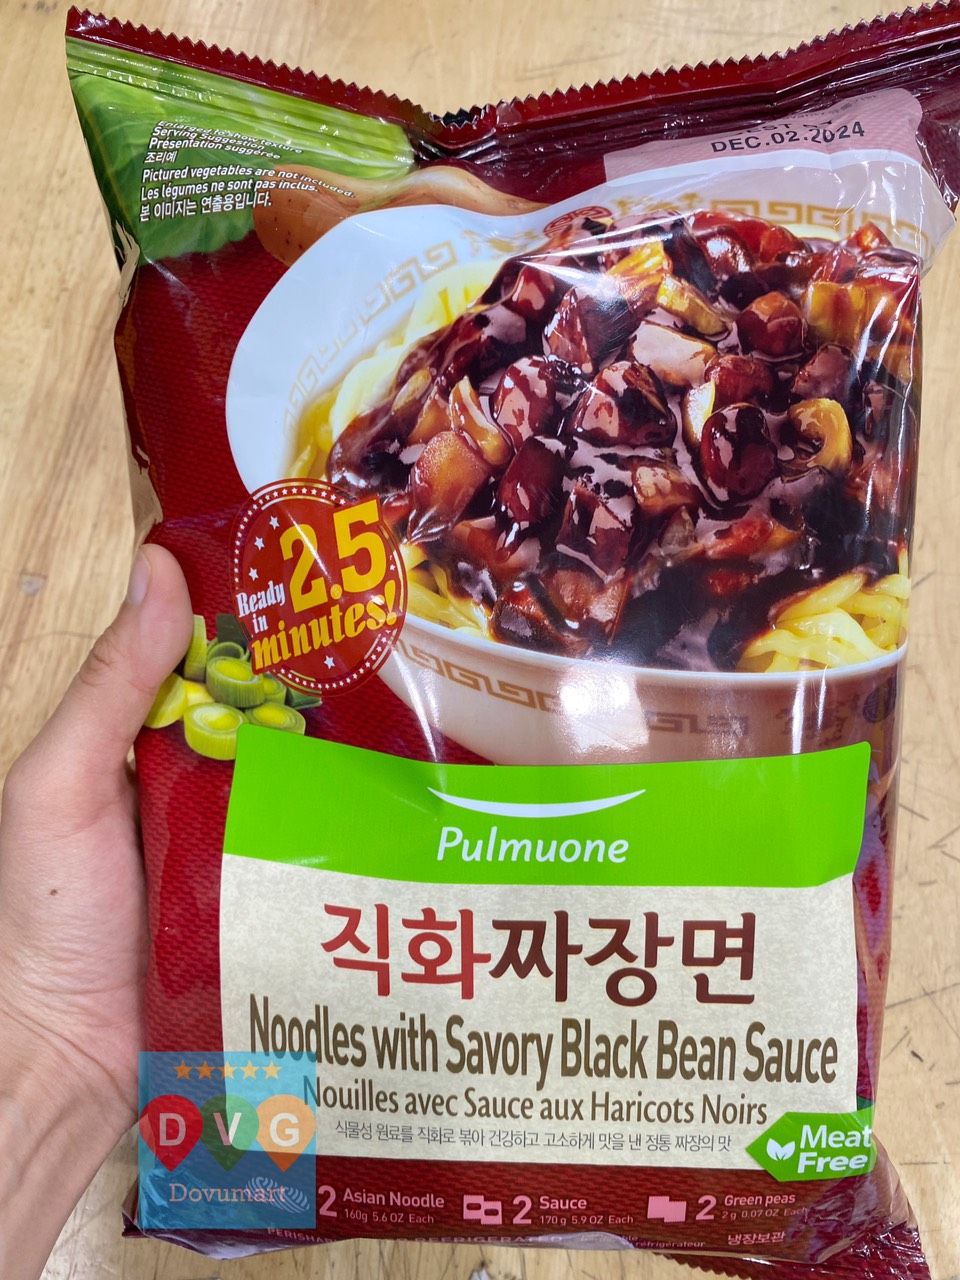 Enlarged to show texture
Serving Suggestion
Présentation suggérée
조리예
Pictured vegetables are not included.
Les légumes ne sont pas inclus.
본 이미지는 연출용입니다.
DEC.02.2024
Ready
in
2.5
minutes!
Pulmuone
직화짜장면
Noodles with Savory Black Bean Sauce
Nouilles avec Sauce aux Haricots Noirs
식물성 원료를 직화로 볶아 건강하고 고소하게 맛을 낸 정통 짜장의 맛
Meat
Free
DVG
Dovumart
2 Asian Noodle
160g 5.6 OZ Each
2 Sauce
170g 5.9 OZ Each
2 Green peas
2g 0.07 OZ Each
냉장보관